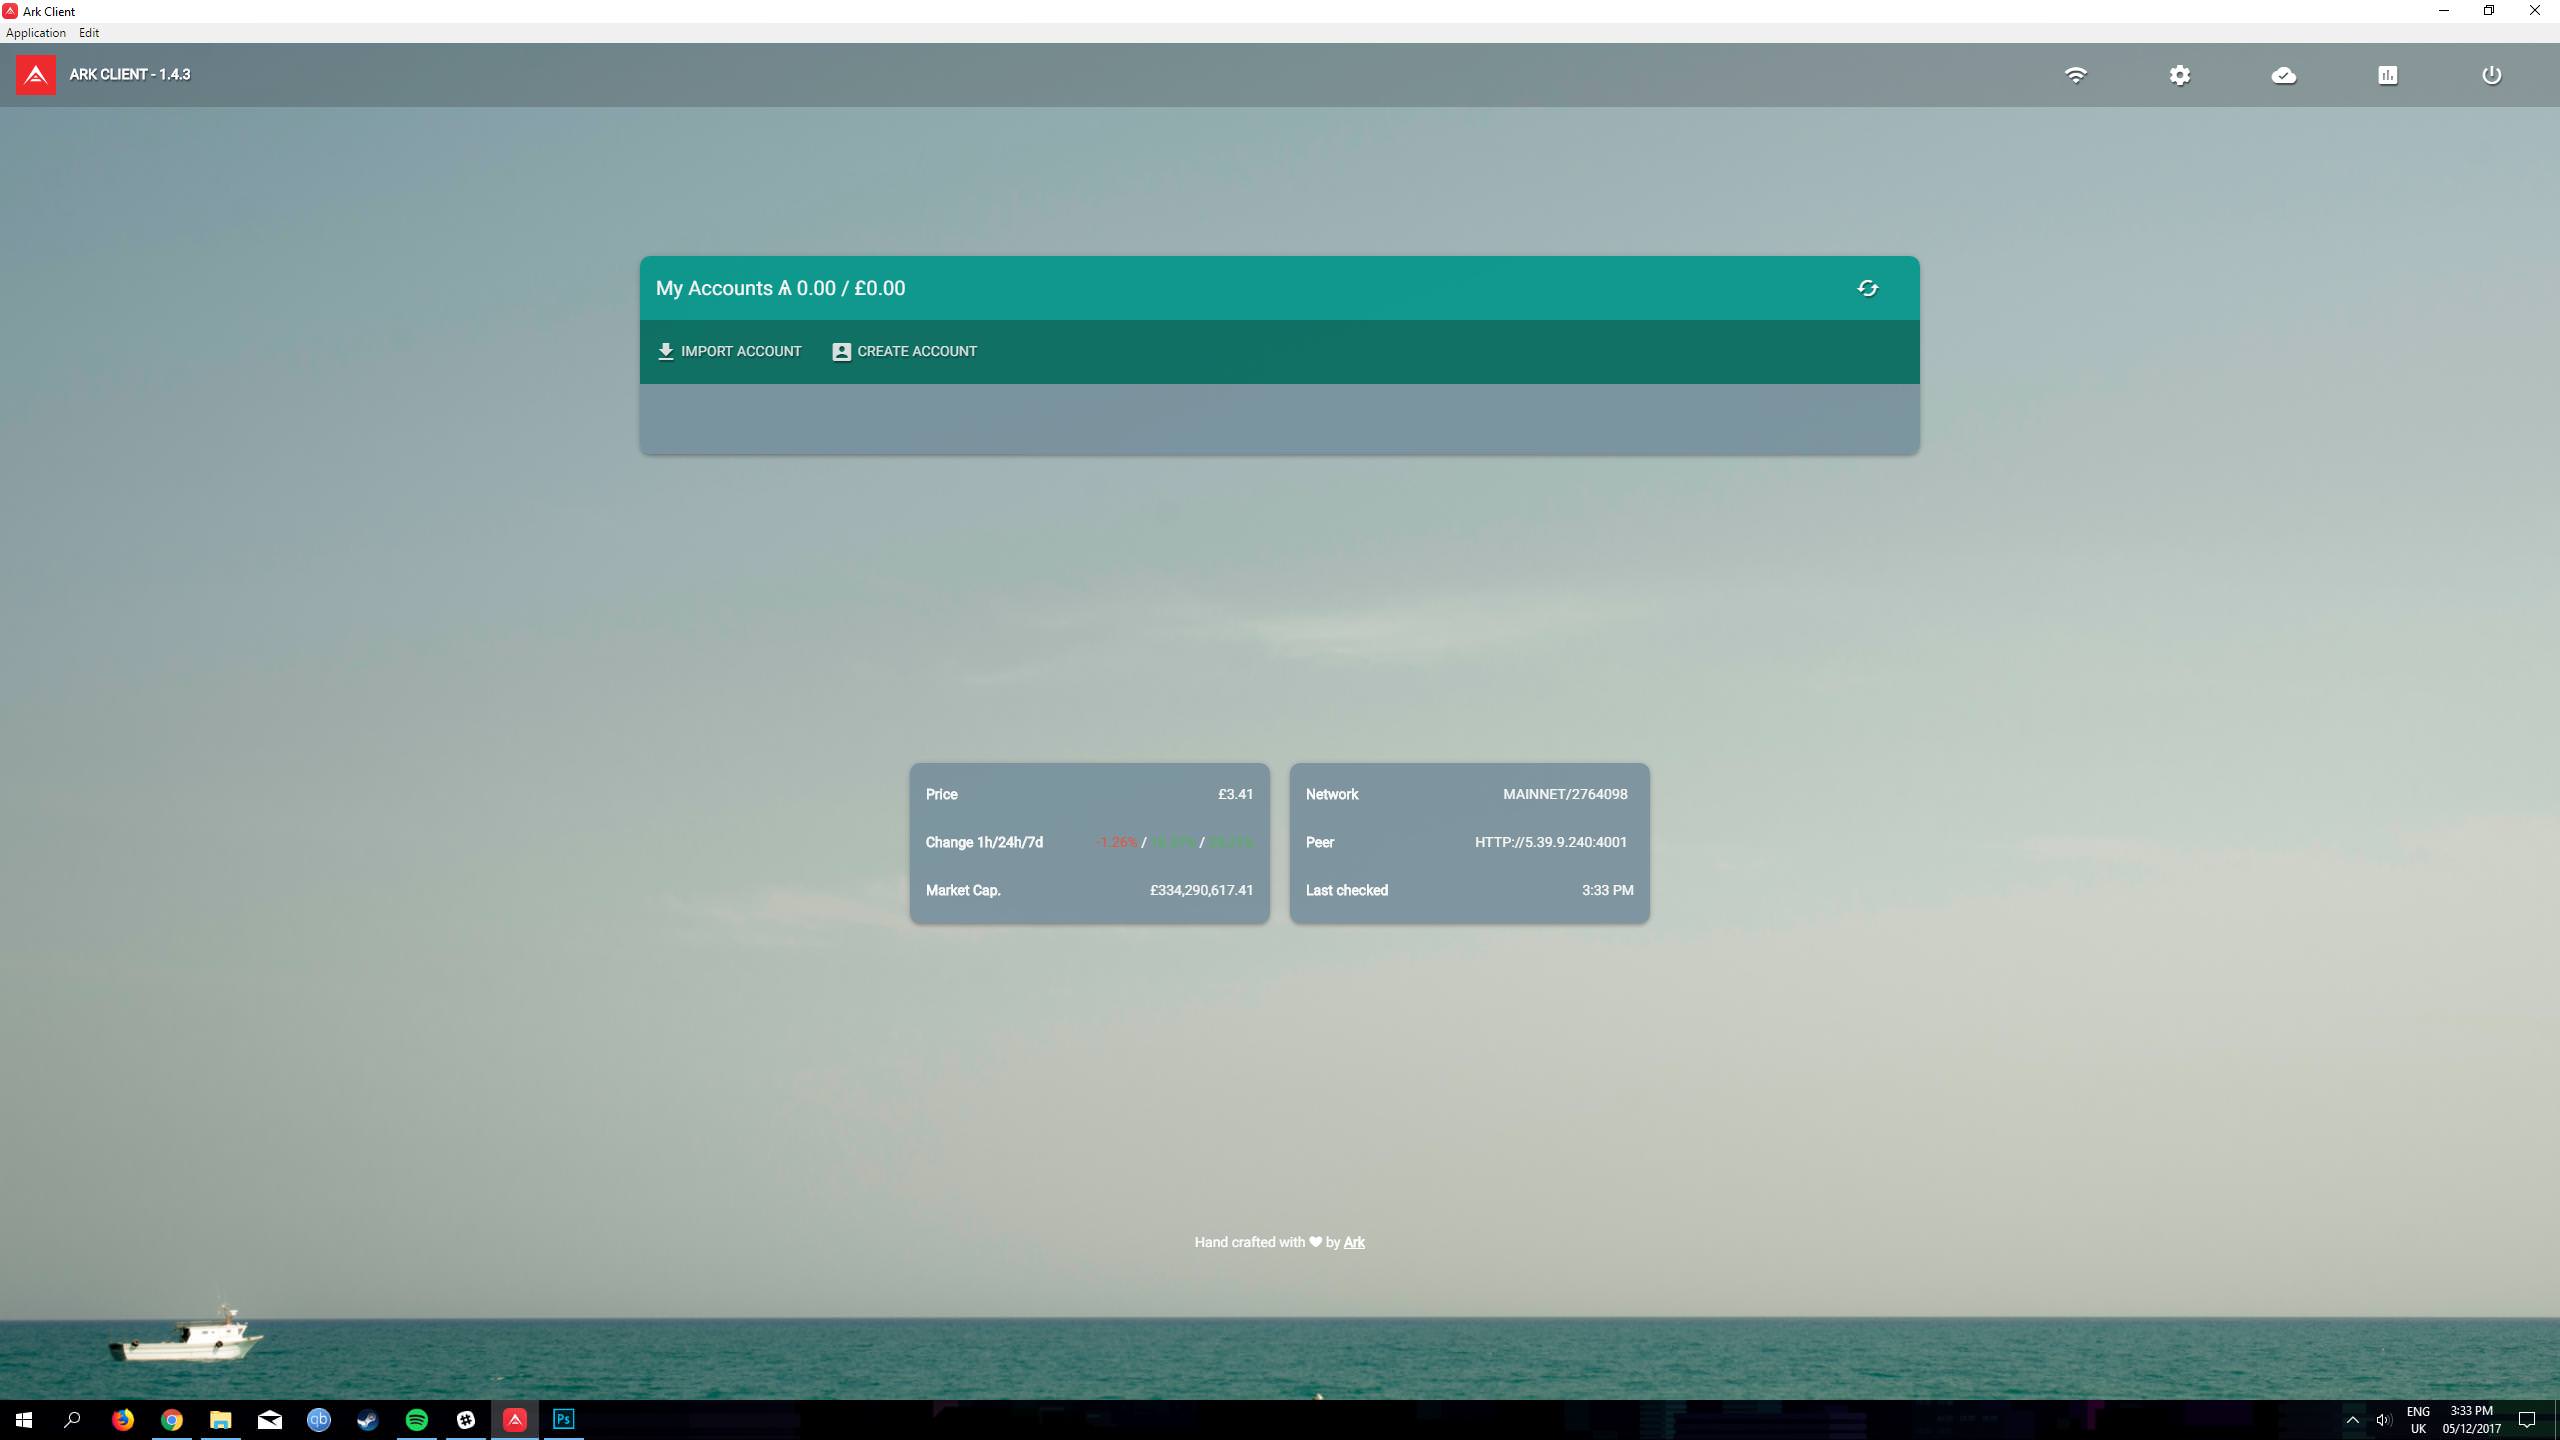 Ark Client
Application Edit
ARK CLIENT - 1.4.3
My Accounts Ѧ 0.00 / £0.00
IMPORT ACCOUNT CREATE ACCOUNT
Price £3.41
Change 1h/24h/7d -1.26% / /
Market Cap. £334,290,617.41
Network MAINNET/2764098
Peer HTTP://5.39.9.240:4001
Last checked 3:33 PM
Hand crafted with ♥ by Ark
qb
Ps
ENG
UK
3:33 PM
05/12/2017